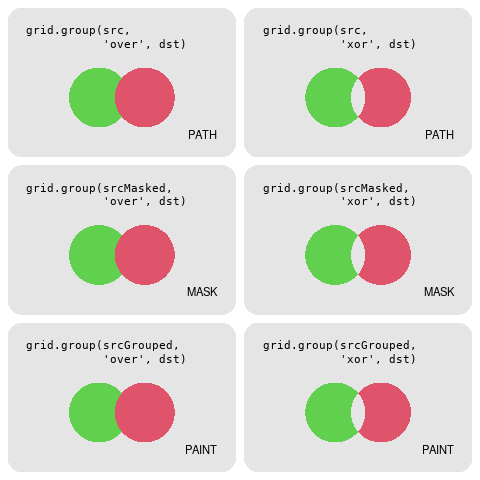 grid.group(src,
'over', dst)
PATH
grid.group(src,
'xor', dst)
PATH
grid.group(srcMasked,
'over', dst)
MASK
grid.group(srcMasked,
'xor', dst)
MASK
grid.group(srcGrouped,
'over', dst)
PAINT
grid.group(srcGrouped,
'xor', dst)
PAINT